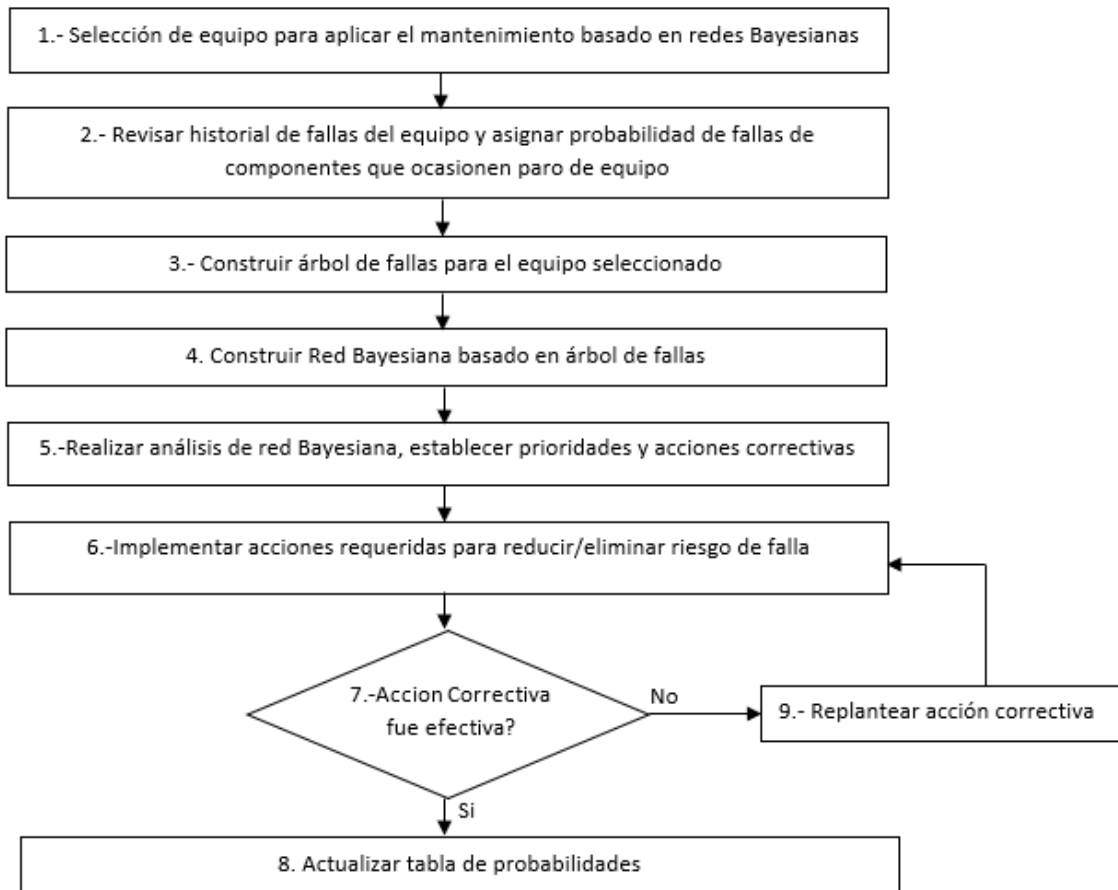 1.- Selección de equipo para aplicar el mantenimiento basado en redes Bayesianas
2.- Revisar historial de fallas del equipo y asignar probabilidad de fallas de
componentes que ocasionen paro de equipo
3.- Construir árbol de fallas para el equipo seleccionado
4. Construir Red Bayesiana basado en árbol de fallas
5.-Realizar análisis de red Bayesiana, establecer prioridades y acciones correctivas
6.-Implementar acciones requeridas para reducir/eliminar riesgo de falla
7.-Accion Correctiva
fue efectiva?
No
9.- Replantear acción correctiva
Si
8. Actualizar tabla de probabilidades